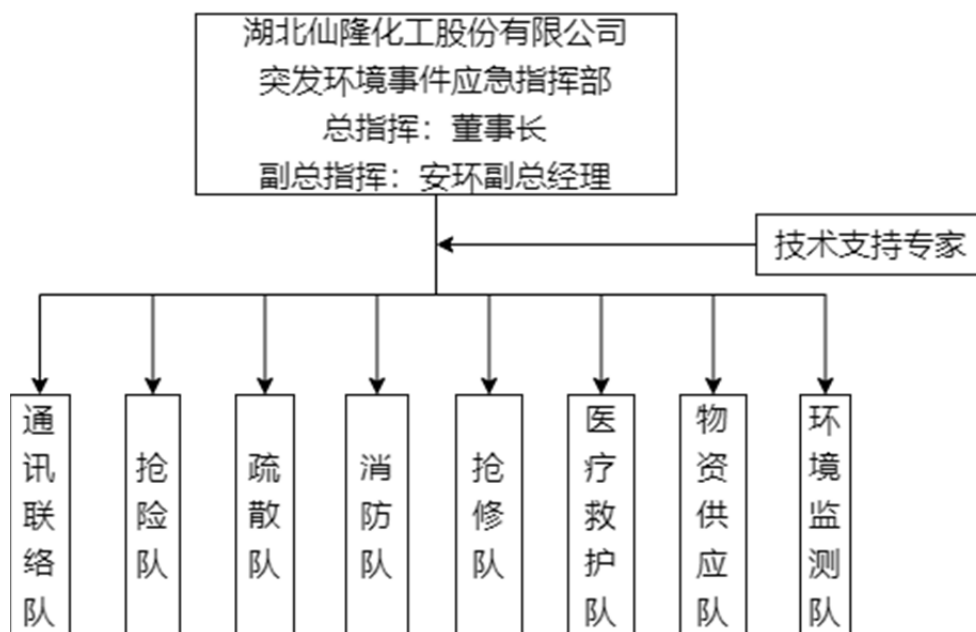 湖北仙隆化工股份有限公司
突发环境事件应急指挥部
总指挥：董事长
副总指挥：安环副总经理
技术支持专家
通讯联络队
抢险队
疏散队
消防队
抢修队
医疗救护队
物资供应队
环境监测队